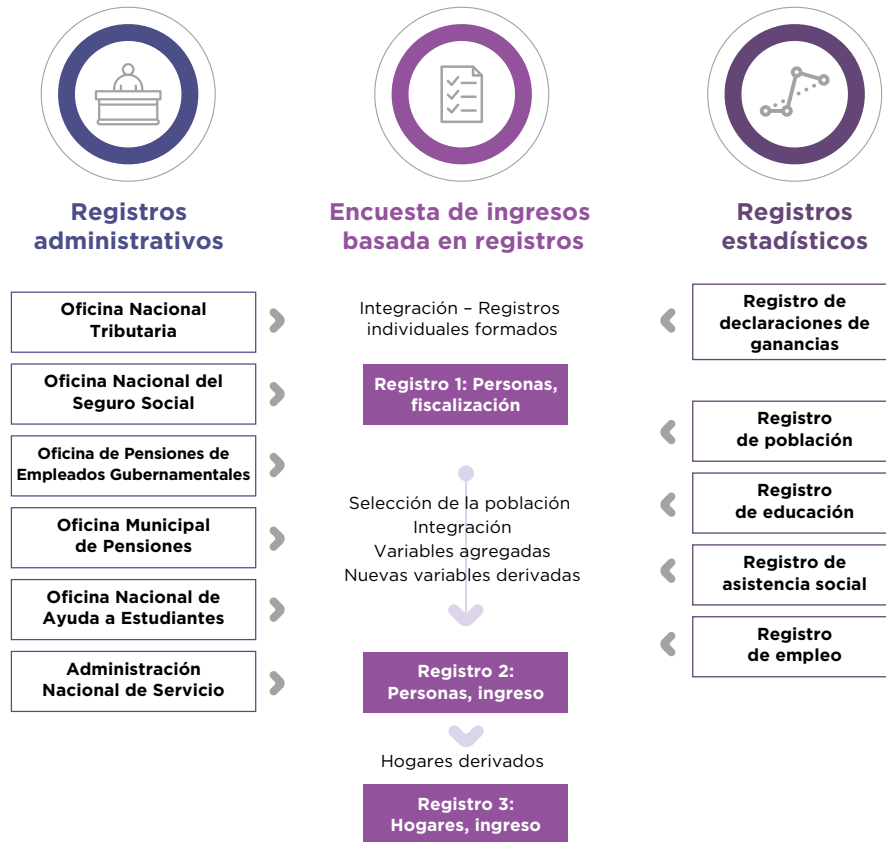 Registros
administrativos
Oficina Nacional
Tributaria
Oficina Nacional del
Seguro Social
Oficina de Pensiones de
Empleados Gubernamentales
Oficina Municipal
de Pensiones
Oficina Nacional de
Ayuda a Estudiantes
Administración
Nacional de Servicio
Encuesta de ingresos
basada en registros
Integración – Registros
individuales formados
Registro 1: Personas,
fiscalización
Selección de la población
Integración
Variables agregadas
Nuevas variables derivadas
Registro 2:
Personas, ingreso
Hogares derivados
Registro 3:
Hogares, ingreso
Registros
estadísticos
Registro de
declaraciones de
ganancias
Registro
de población
Registro
de educación
Registro de
asistencia social
Registro
de empleo